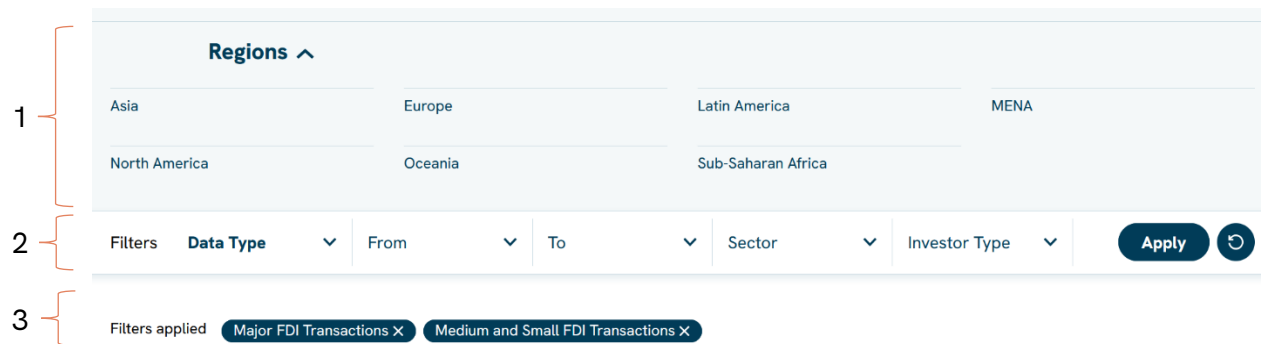 Regions
1
Asia Europe Latin America MENA
North America Oceania Sub-Saharan Africa
2
Filters Data Type From To Sector Investor Type Apply
3
Filters applied Major FDI Transactions × Medium and Small FDI Transactions ×